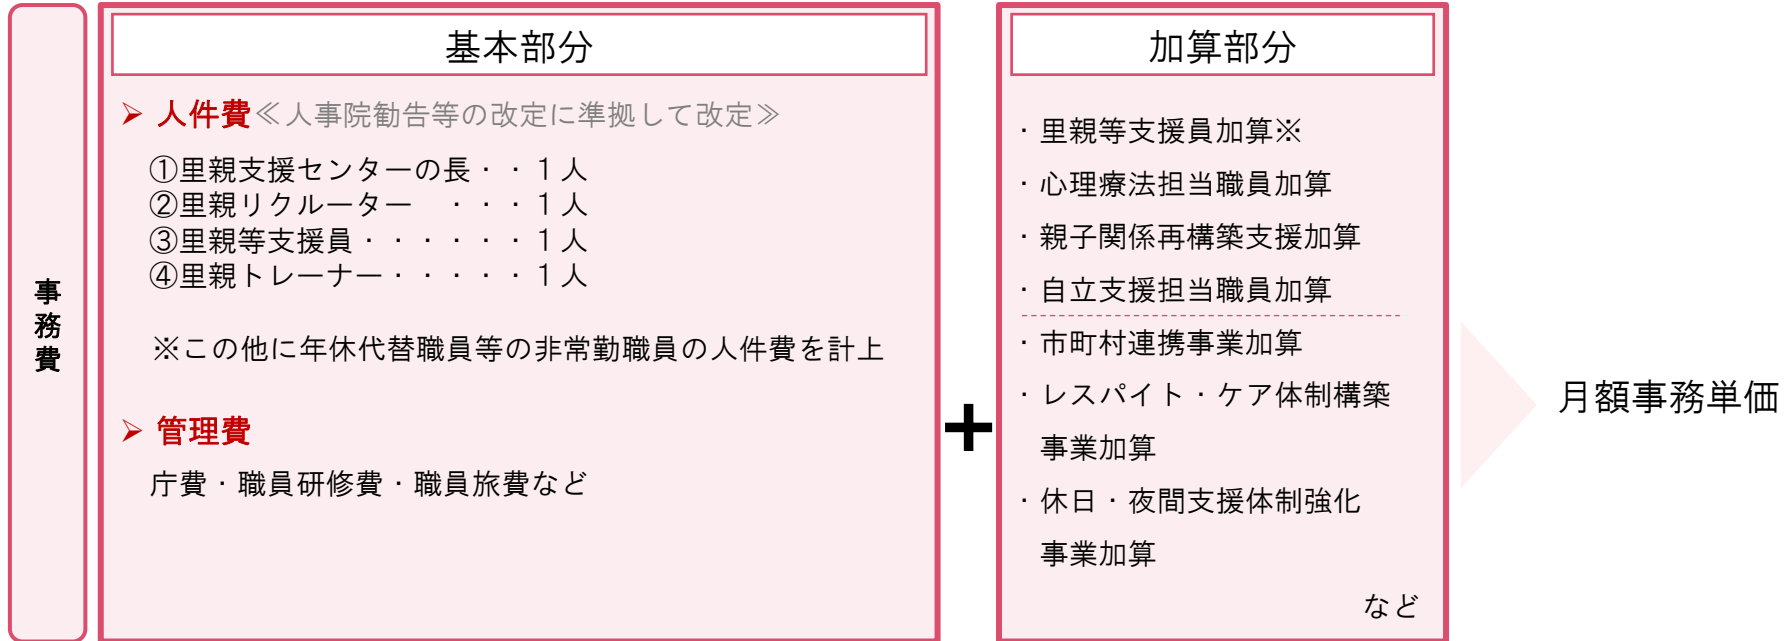 事務費
基本部分
➢ 人件費≪人事院勧告等の改定に準拠して改定≫
①里親支援センターの長・・１人
②里親リクルーター　・・・１人
③里親等支援員・・・・・・１人
④里親トレーナー・・・・・１人
※この他に年休代替職員等の非常勤職員の人件費を計上
➢ 管理費
庁費・職員研修費・職員旅費など
+
加算部分
・里親等支援員加算※
・心理療法担当職員加算
・親子関係再構築支援加算
・自立支援担当職員加算
・市町村連携事業加算
・レスパイト・ケア体制構築
事業加算
・休日・夜間支援体制強化
事業加算
など
月額事務単価